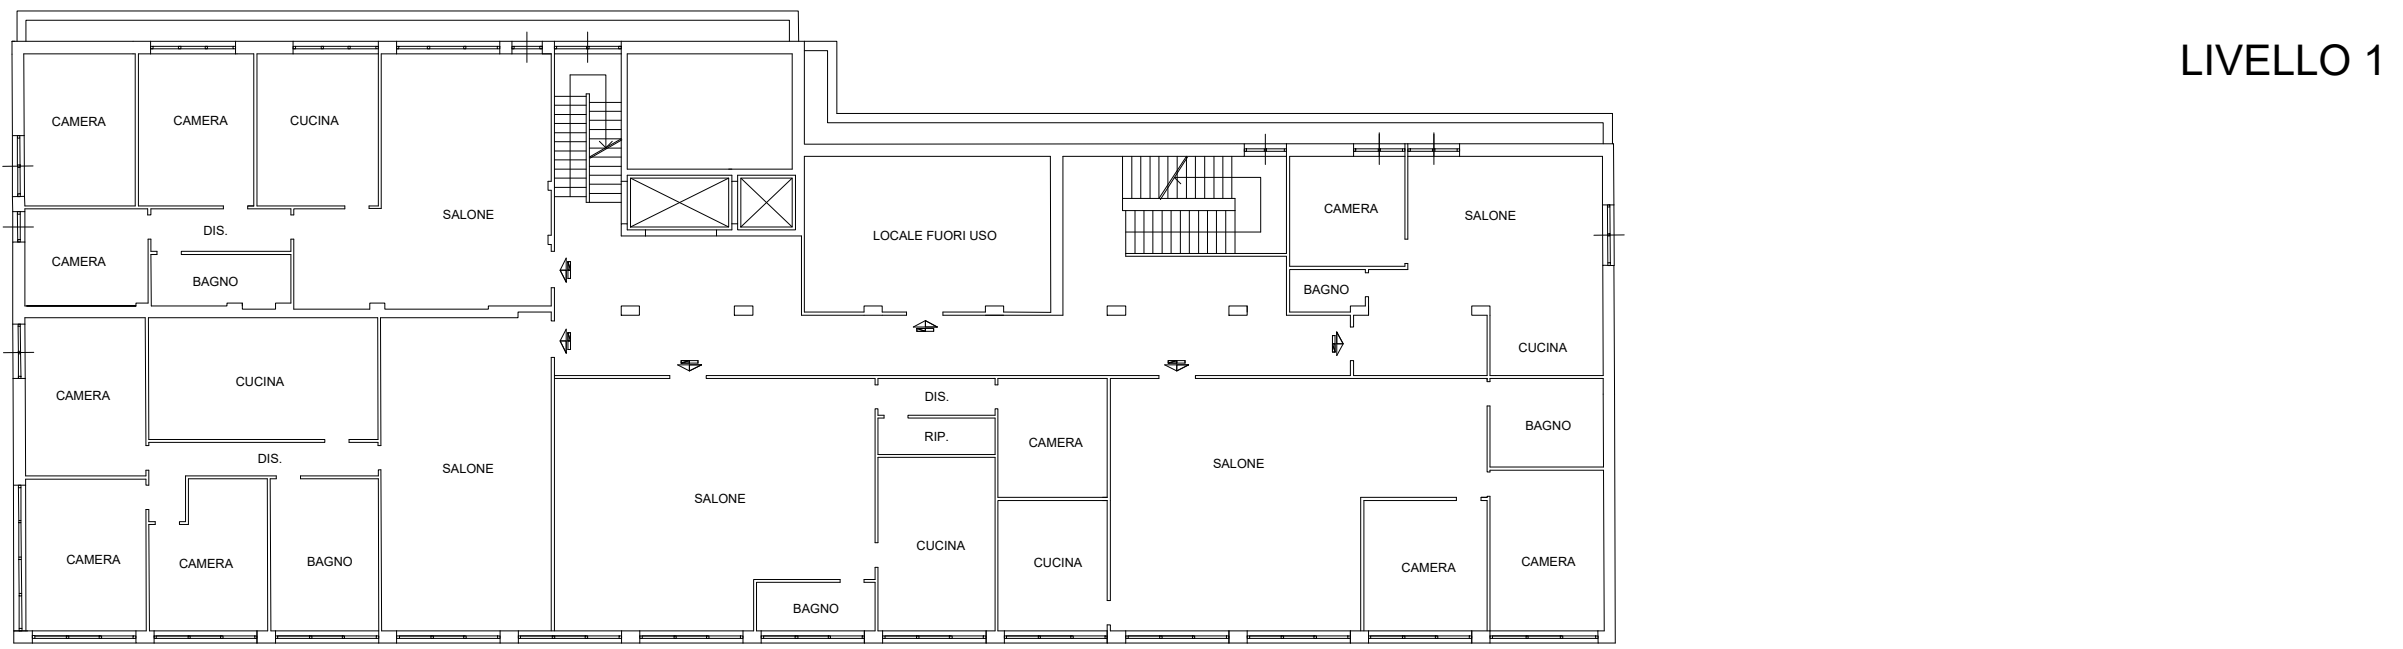 LIVELLO 1
CAMERA
CAMERA
CUCINA
SALONE
DIS.
CAMERA
BAGNO
LOCALE FUORI USO
CAMERA
SALONE
BAGNO
CUCINA
CAMERA
CUCINA
DIS.
SALONE
CAMERA
CAMERA
BAGNO
DIS.
RIP.
CAMERA
SALONE
CUCINA
CUCINA
BAGNO
SALONE
BAGNO
CAMERA
CAMERA